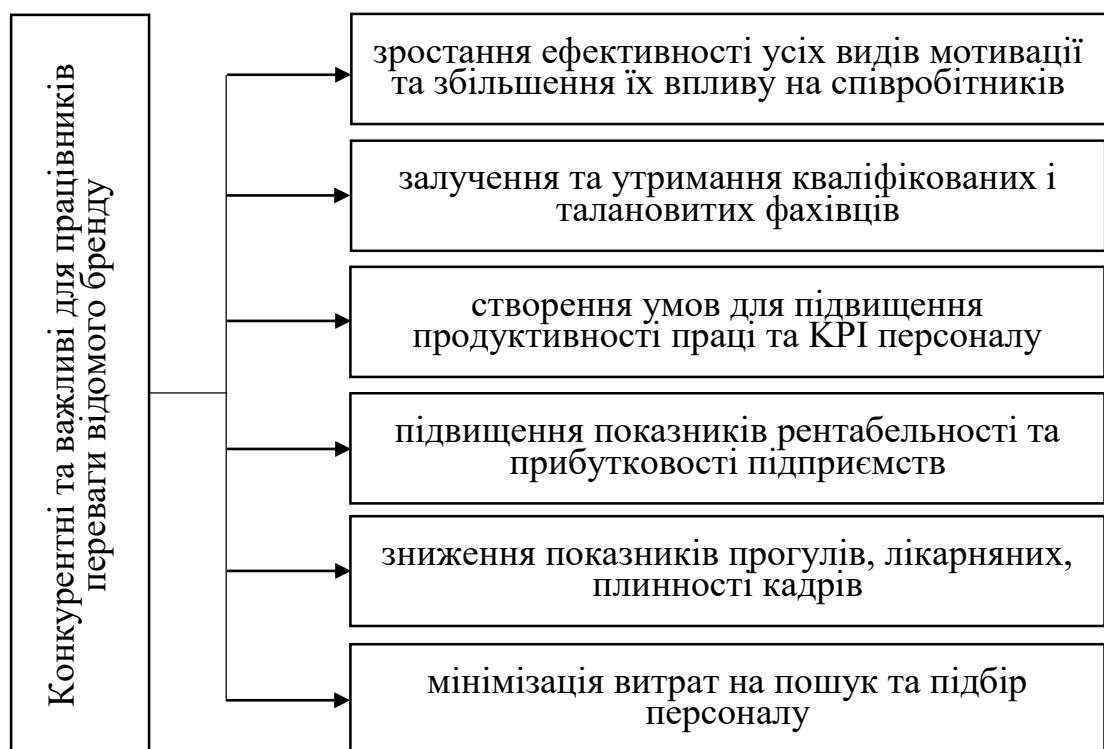 Конкурентні та важливі для працівників
переваги відомого бренду
зростання ефективності усіх видів мотивації
та збільшення їх впливу на співробітників
залучення та утримання кваліфікованих і
талановитих фахівців
створення умов для підвищення
продуктивності праці та KPI персоналу
підвищення показників рентабельності та
прибутковості підприємств
зниження показників прогулів, лікарняних,
плинності кадрів
мінімізація витрат на пошук та підбір
персоналу